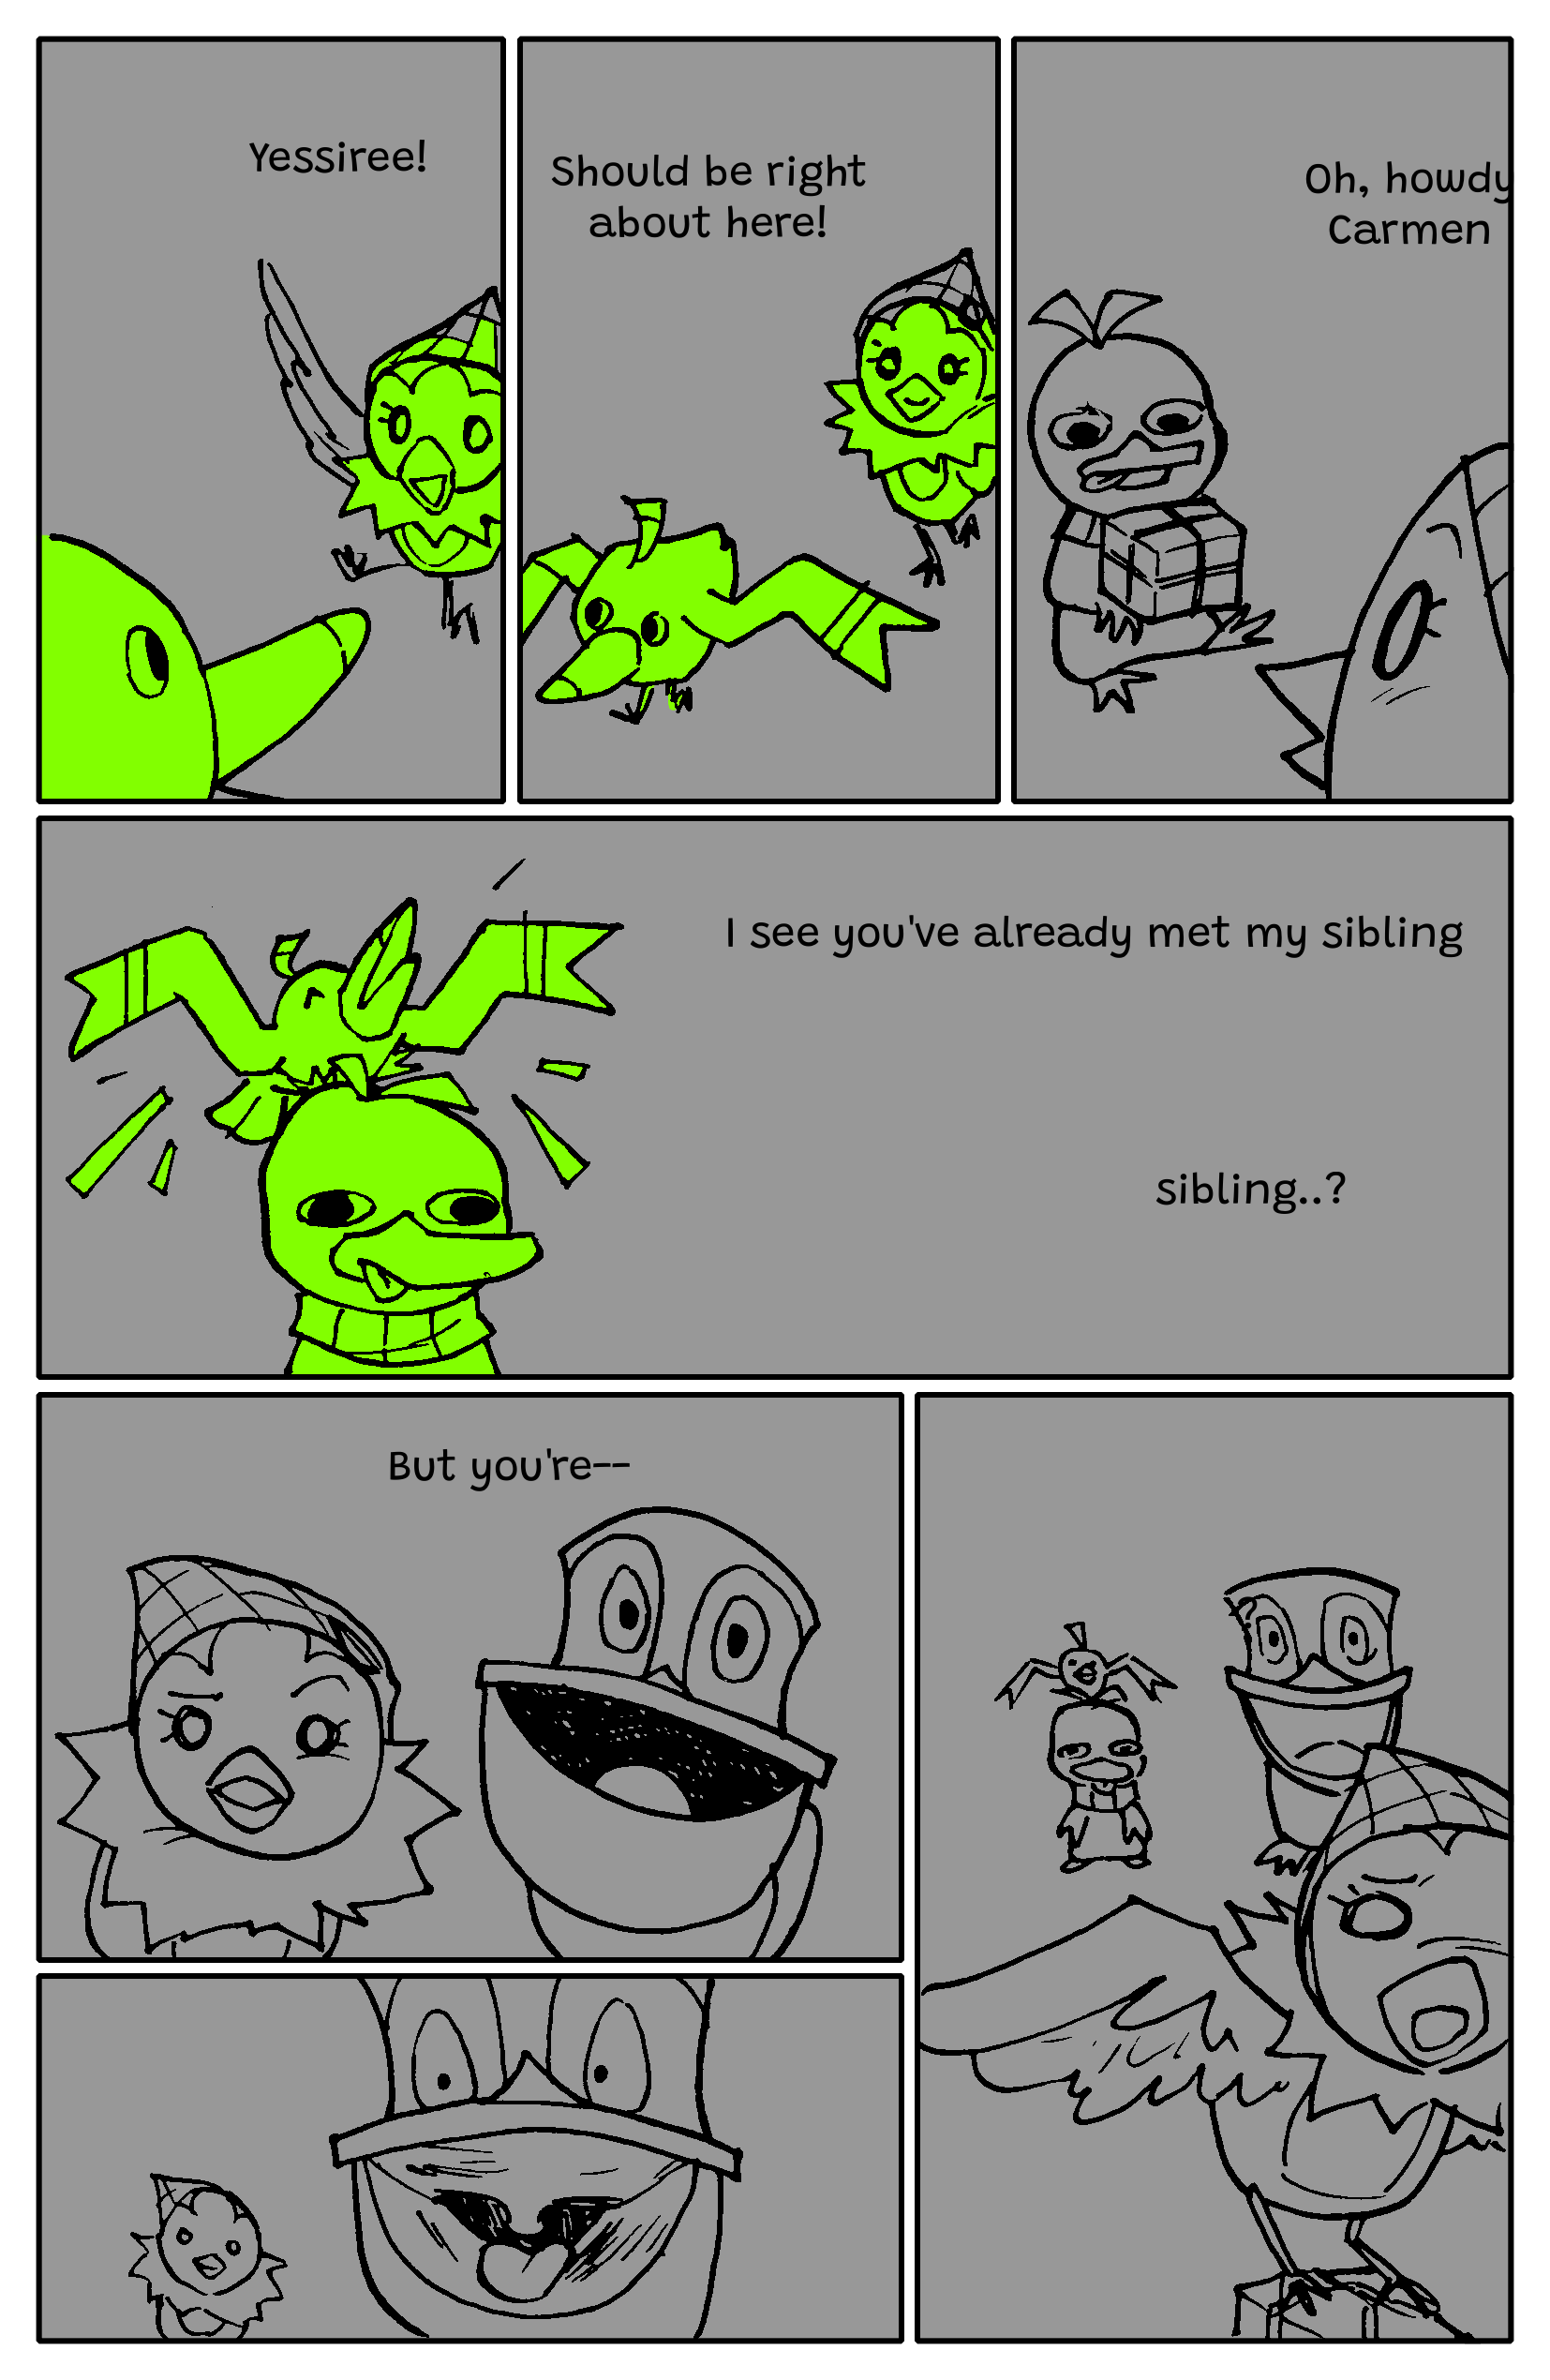 Yessiree!
Should be right
about here!
Oh, howdy
Carmen
I see you've already met my sibling
sibling..?
But you're--